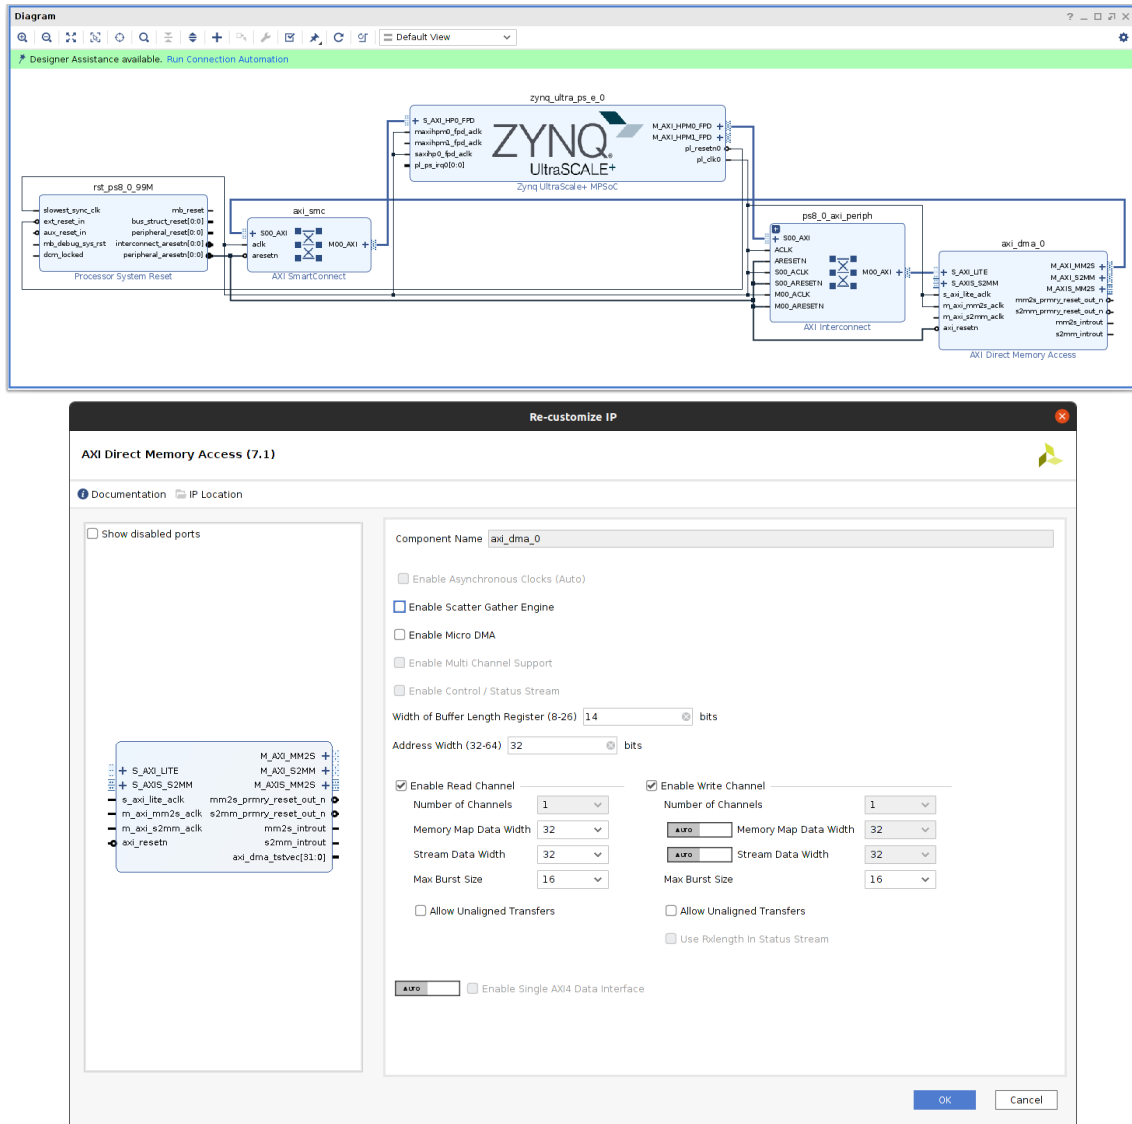 Diagram
? _
Default View
Designer Assistance available. Run Connection Automation
zynq_ultra_ps_e_0
S_AXI_HP0_FPD
maxihpm0_fpd_aclk
maxihpm1_fpd_aclk
saxihp0_fpd_aclk
pl_ps_irq0[0:0]
M_AXI_HPM0_FPD
M_AXI_HPM1_FPD
pl_resetn0
pl_clk0
ZYNQ
UltraSCALE+
Zynq UltraScale+ MPSoC
rst_ps8_0_99M
slowest_sync_clk
ext_reset_in
aux_reset_in
mb_debug_sys_rst
dcm_locked
mb_reset
bus_struct_reset[0:0]
peripheral_reset[0:0]
interconnect_aresetn[0:0]
peripheral_aresetn[0:0]
Processor System Reset
axi_smc
S00_AXI
aclk
aresetn
M00_AXI
AXI SmartConnect
ps8_0_axi_periph
S00_AXI
ACLK
ARESETN
S00_ACLK
S00_ARESETN
M00_ACLK
M00_ARESETN
M00_AXI
AXI Interconnect
axi_dma_0
S_AXI_LITE
S_AXIS_S2MM
s_axi_lite_aclk
m_axi_mm2s_aclk
m_axi_s2mm_aclk
axi_resetn
M_AXI_MM2S
M_AXI_S2MM
M_AXIS_MM2S
mm2s_prmry_reset_out_n
s2mm_prmry_reset_out_n
mm2s_introut
s2mm_introut
AXI Direct Memory Access
Re-customize IP
AXI Direct Memory Access (7.1)
Documentation IP Location
Show disabled ports
S_AXI_LITE
S_AXIS_S2MM
s_axi_lite_aclk
m_axi_mm2s_aclk
m_axi_s2mm_aclk
axi_resetn
M_AXI_MM2S
M_AXI_S2MM
M_AXIS_MM2S
mm2s_prmry_reset_out_n
s2mm_prmry_reset_out_n
mm2s_introut
s2mm_introut
axi_dma_tstvec[31:0]
Component Name axi_dma_0
Enable Asynchronous Clocks (Auto)
Enable Scatter Gather Engine
Enable Micro DMA
Enable Multi Channel Support
Enable Control / Status Stream
Width of Buffer Length Register (8-26) 14 bits
Address Width (32-64) 32 bits
Enable Read Channel
Number of Channels 1
Memory Map Data Width 32
Stream Data Width 32
Max Burst Size 16
Allow Unaligned Transfers
Enable Write Channel
Number of Channels 1
AUTO Memory Map Data Width 32
AUTO Stream Data Width 32
Max Burst Size 16
Allow Unaligned Transfers
Use Rxlength In Status Stream
AUTO Enable Single AXI4 Data Interface
OK Cancel